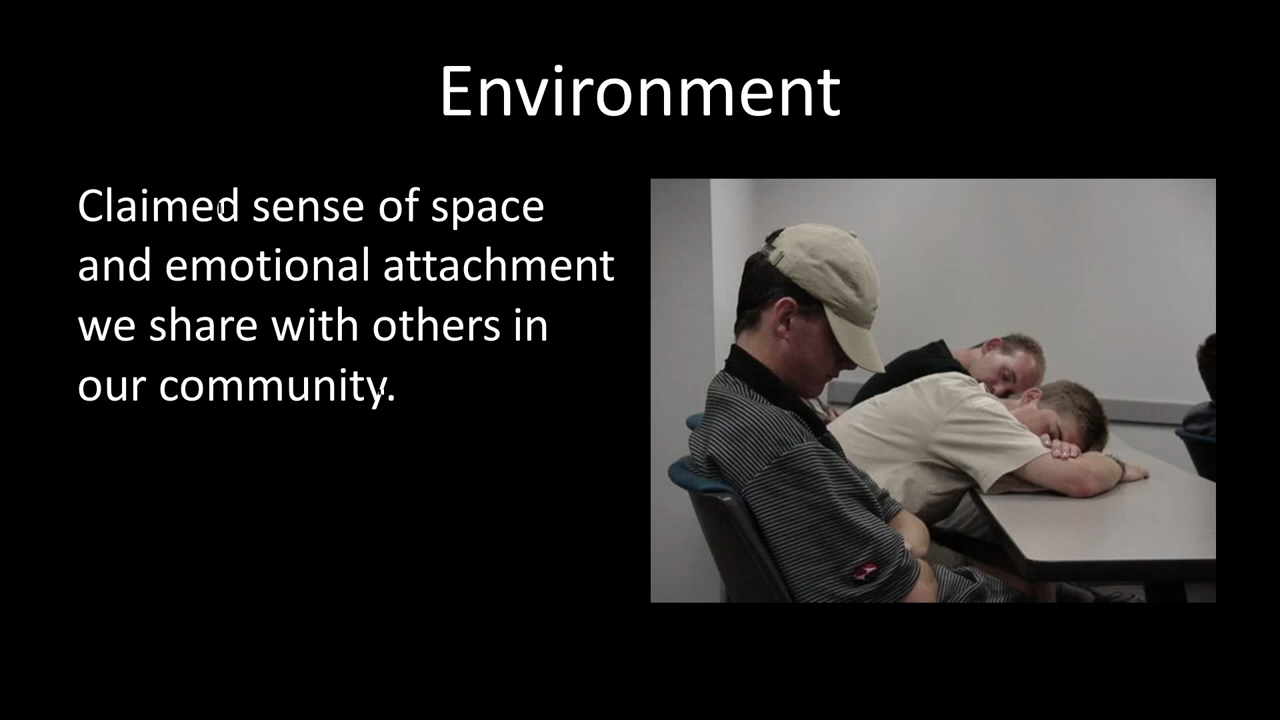 Environment
Claimed sense of space
and emotional attachment
we share with others in
our community.